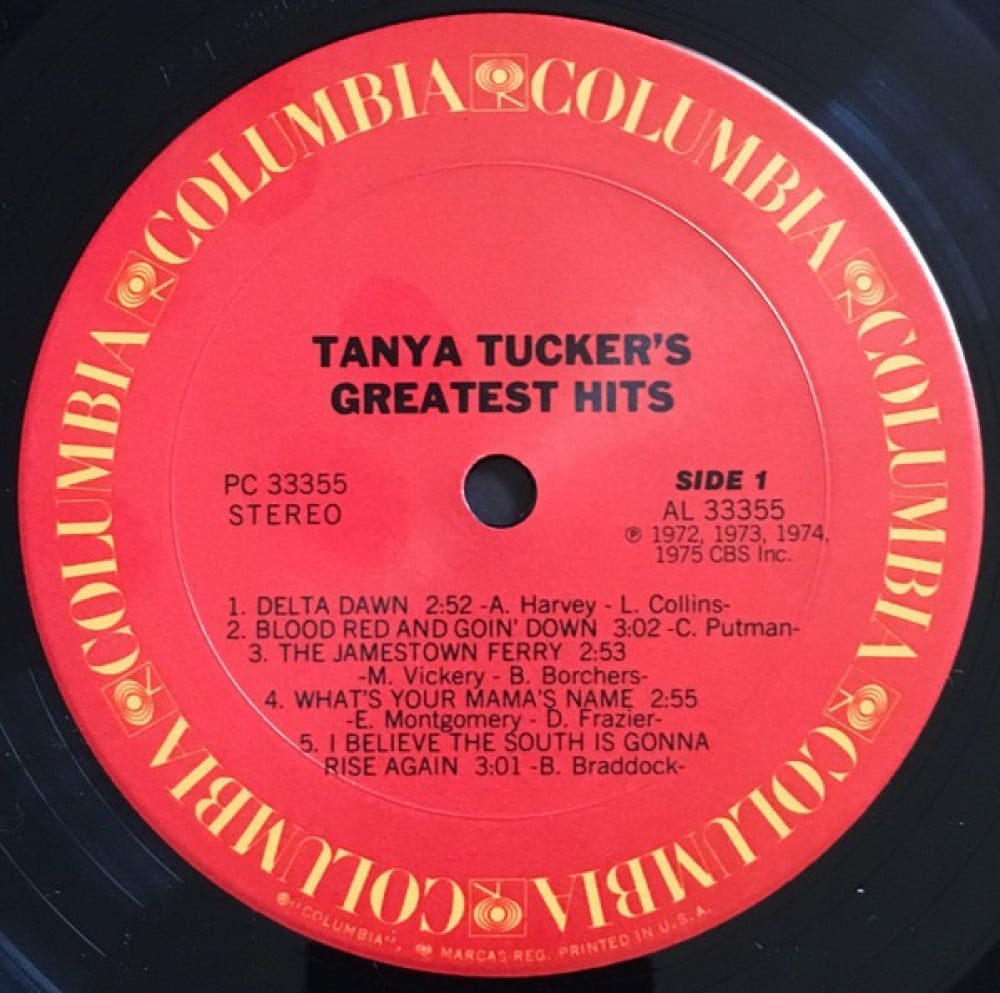 COLUMBIA COLUMBIA COLUMBIA COLUMBIA COLUMBIA COLUMBIA
TANYA TUCKER'S
GREATEST HITS
PC 33355
STEREO
SIDE 1
AL 33355
℗ 1972, 1973, 1974,
1975 CBS Inc.
1. DELTA DAWN 2:52 -A. Harvey - L. Collins-
2. BLOOD RED AND GOIN' DOWN 3:02 -C. Putman-
3. THE JAMESTOWN FERRY 2:53
-M. Vickery - B. Borchers-
4. WHAT'S YOUR MAMA'S NAME 2:55
-E. Montgomery - D. Frazier-
5. I BELIEVE THE SOUTH IS GONNA
RISE AGAIN 3:01 -B. Braddock-
®"COLUMBIA", MARCAS REG. PRINTED IN U.S.A.